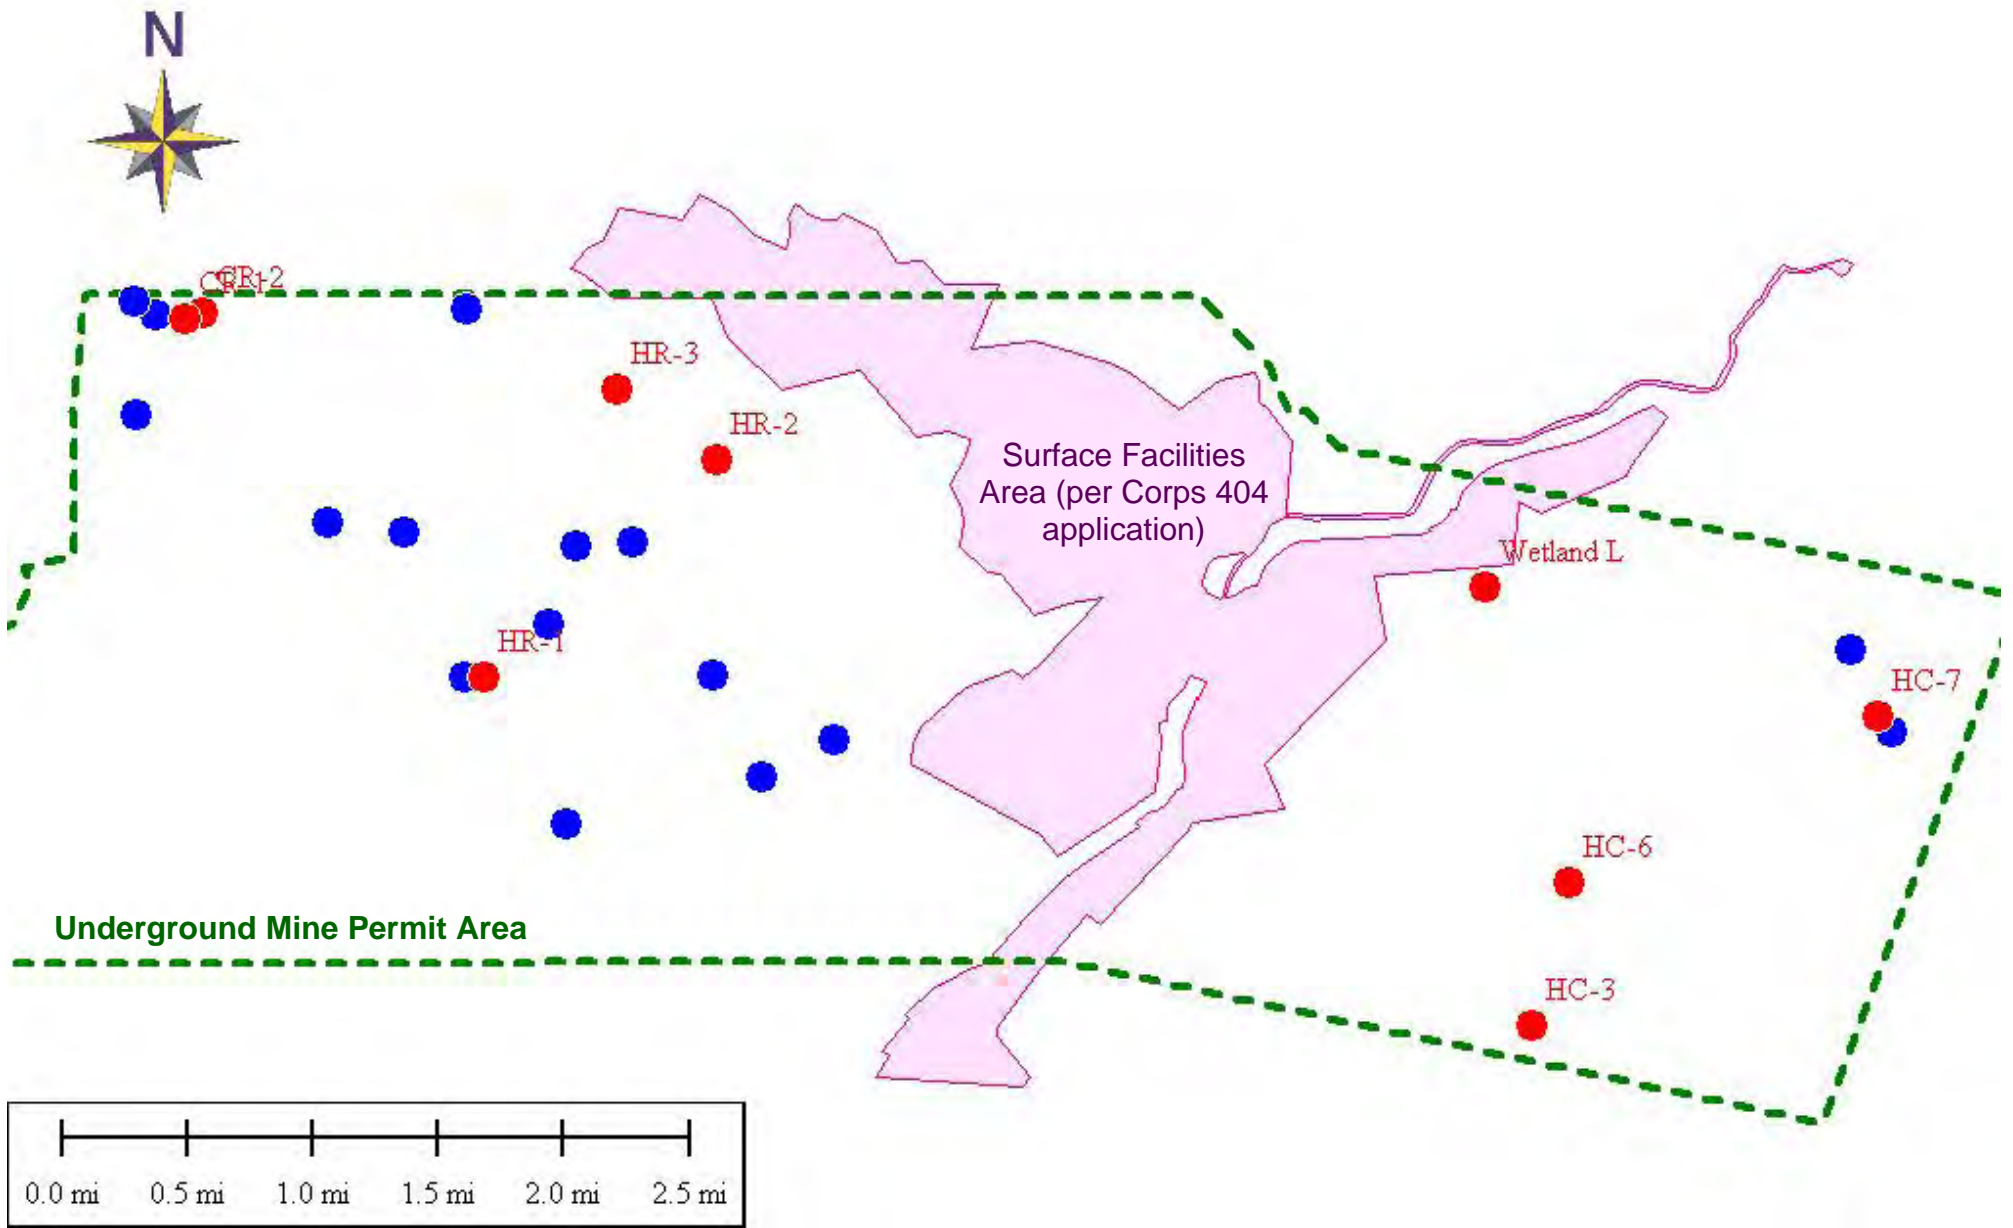 N
CR-2
HR-3
HR-2
Surface Facilities
Area (per Corps 404
application)
Wetland L
HR-1
HC-7
HC-6
Underground Mine Permit Area
HC-3
0.0 mi 0.5 mi 1.0 mi 1.5 mi 2.0 mi 2.5 mi